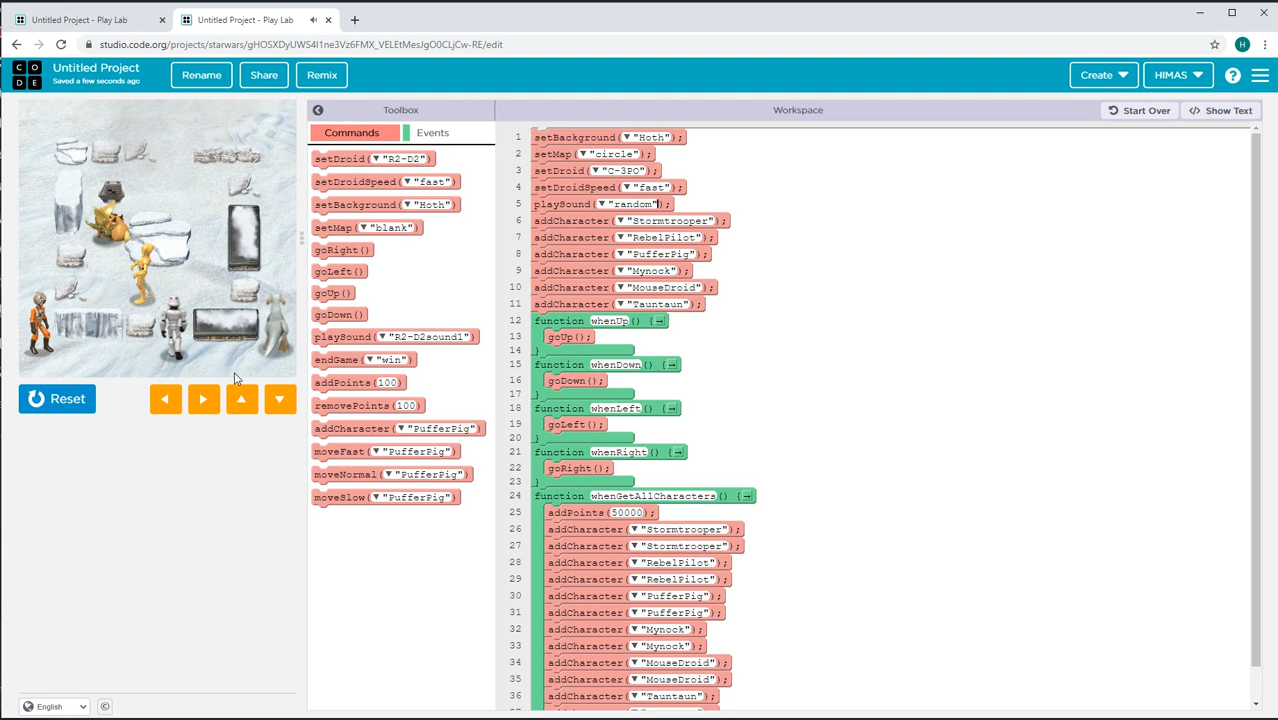 Untitled Project - Play Lab
Untitled Project - Play Lab
studio.code.org/projects/starwars/gHOSXDyUWS4I1ne3Vz6FMX_VELEtMesJgO0CLjCw-RE/edit
H
C O D E
Untitled Project
Saved a few seconds ago
Rename
Share
Remix
Create
HIMAS
?
Toolbox
Workspace
Start Over
</> Show Text
Commands
Events
setDroid("R2-D2")
setDroidSpeed("fast")
setBackground("Hoth")
setMap("blank")
goRight()
goLeft()
goUp()
goDown()
playSound("R2-D2sound1")
endGame("win")
addPoints(100)
removePoints(100)
addCharacter("PufferPig")
moveFast("PufferPig")
moveNormal("PufferPig")
moveSlow("PufferPig")
1 setBackground("Hoth");
2 setMap("circle");
3 setDroid("C-3PO");
4 setDroidSpeed("fast");
5 playSound("random");
6 addCharacter("Stormtrooper");
7 addCharacter("RebelPilot");
8 addCharacter("PufferPig");
9 addCharacter("Mynock");
10 addCharacter("MouseDroid");
11 addCharacter("Tauntaun");
12 function whenUp() {
13 goUp();
14 }
15 function whenDown() {
16 goDown();
17 }
18 function whenLeft() {
19 goLeft();
20 }
21 function whenRight() {
22 goRight();
23 }
24 function whenGetAllCharacters() {
25 addPoints(50000);
26 addCharacter("Stormtrooper");
27 addCharacter("Stormtrooper");
28 addCharacter("RebelPilot");
29 addCharacter("RebelPilot");
30 addCharacter("PufferPig");
31 addCharacter("PufferPig");
32 addCharacter("Mynock");
33 addCharacter("Mynock");
34 addCharacter("MouseDroid");
35 addCharacter("MouseDroid");
36 addCharacter("Tauntaun");
Reset
English
©